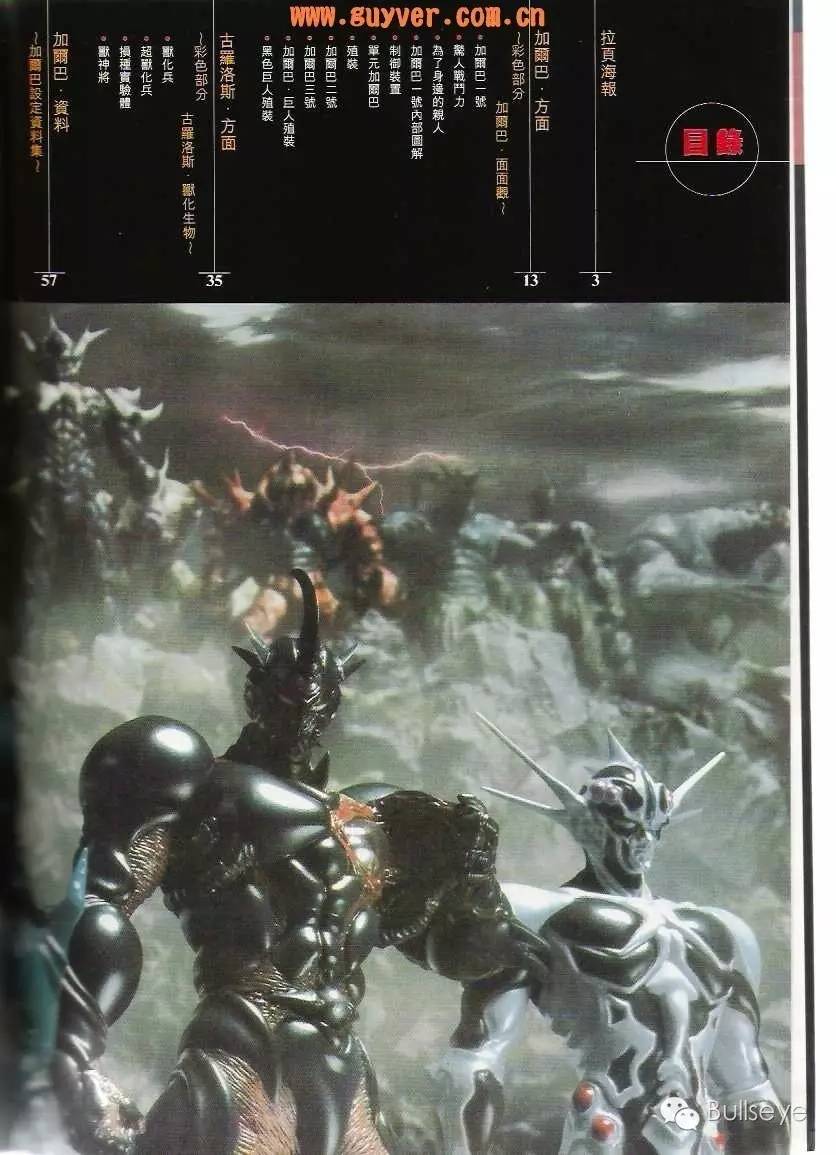 www.guyver.com.cn
目錄
拉頁海報
3
加爾巴．方面
～彩色部分
加爾巴．面面觀～
13
加爾巴一號
驚人戰鬥力
為了身邊的親人
加爾巴一號內部圖解
制御裝置
單元加爾巴
殖裝
加爾巴二號
加爾巴三號
加爾巴．巨人殖裝
黑色巨人殖裝
古羅洛斯．方面
～彩色部分
古羅洛斯．獸化生物～
35
獸化兵
超獸化兵
損種實驗體
獸神將
加爾巴．資料
～加爾巴設定資料集～
57
Bullseye